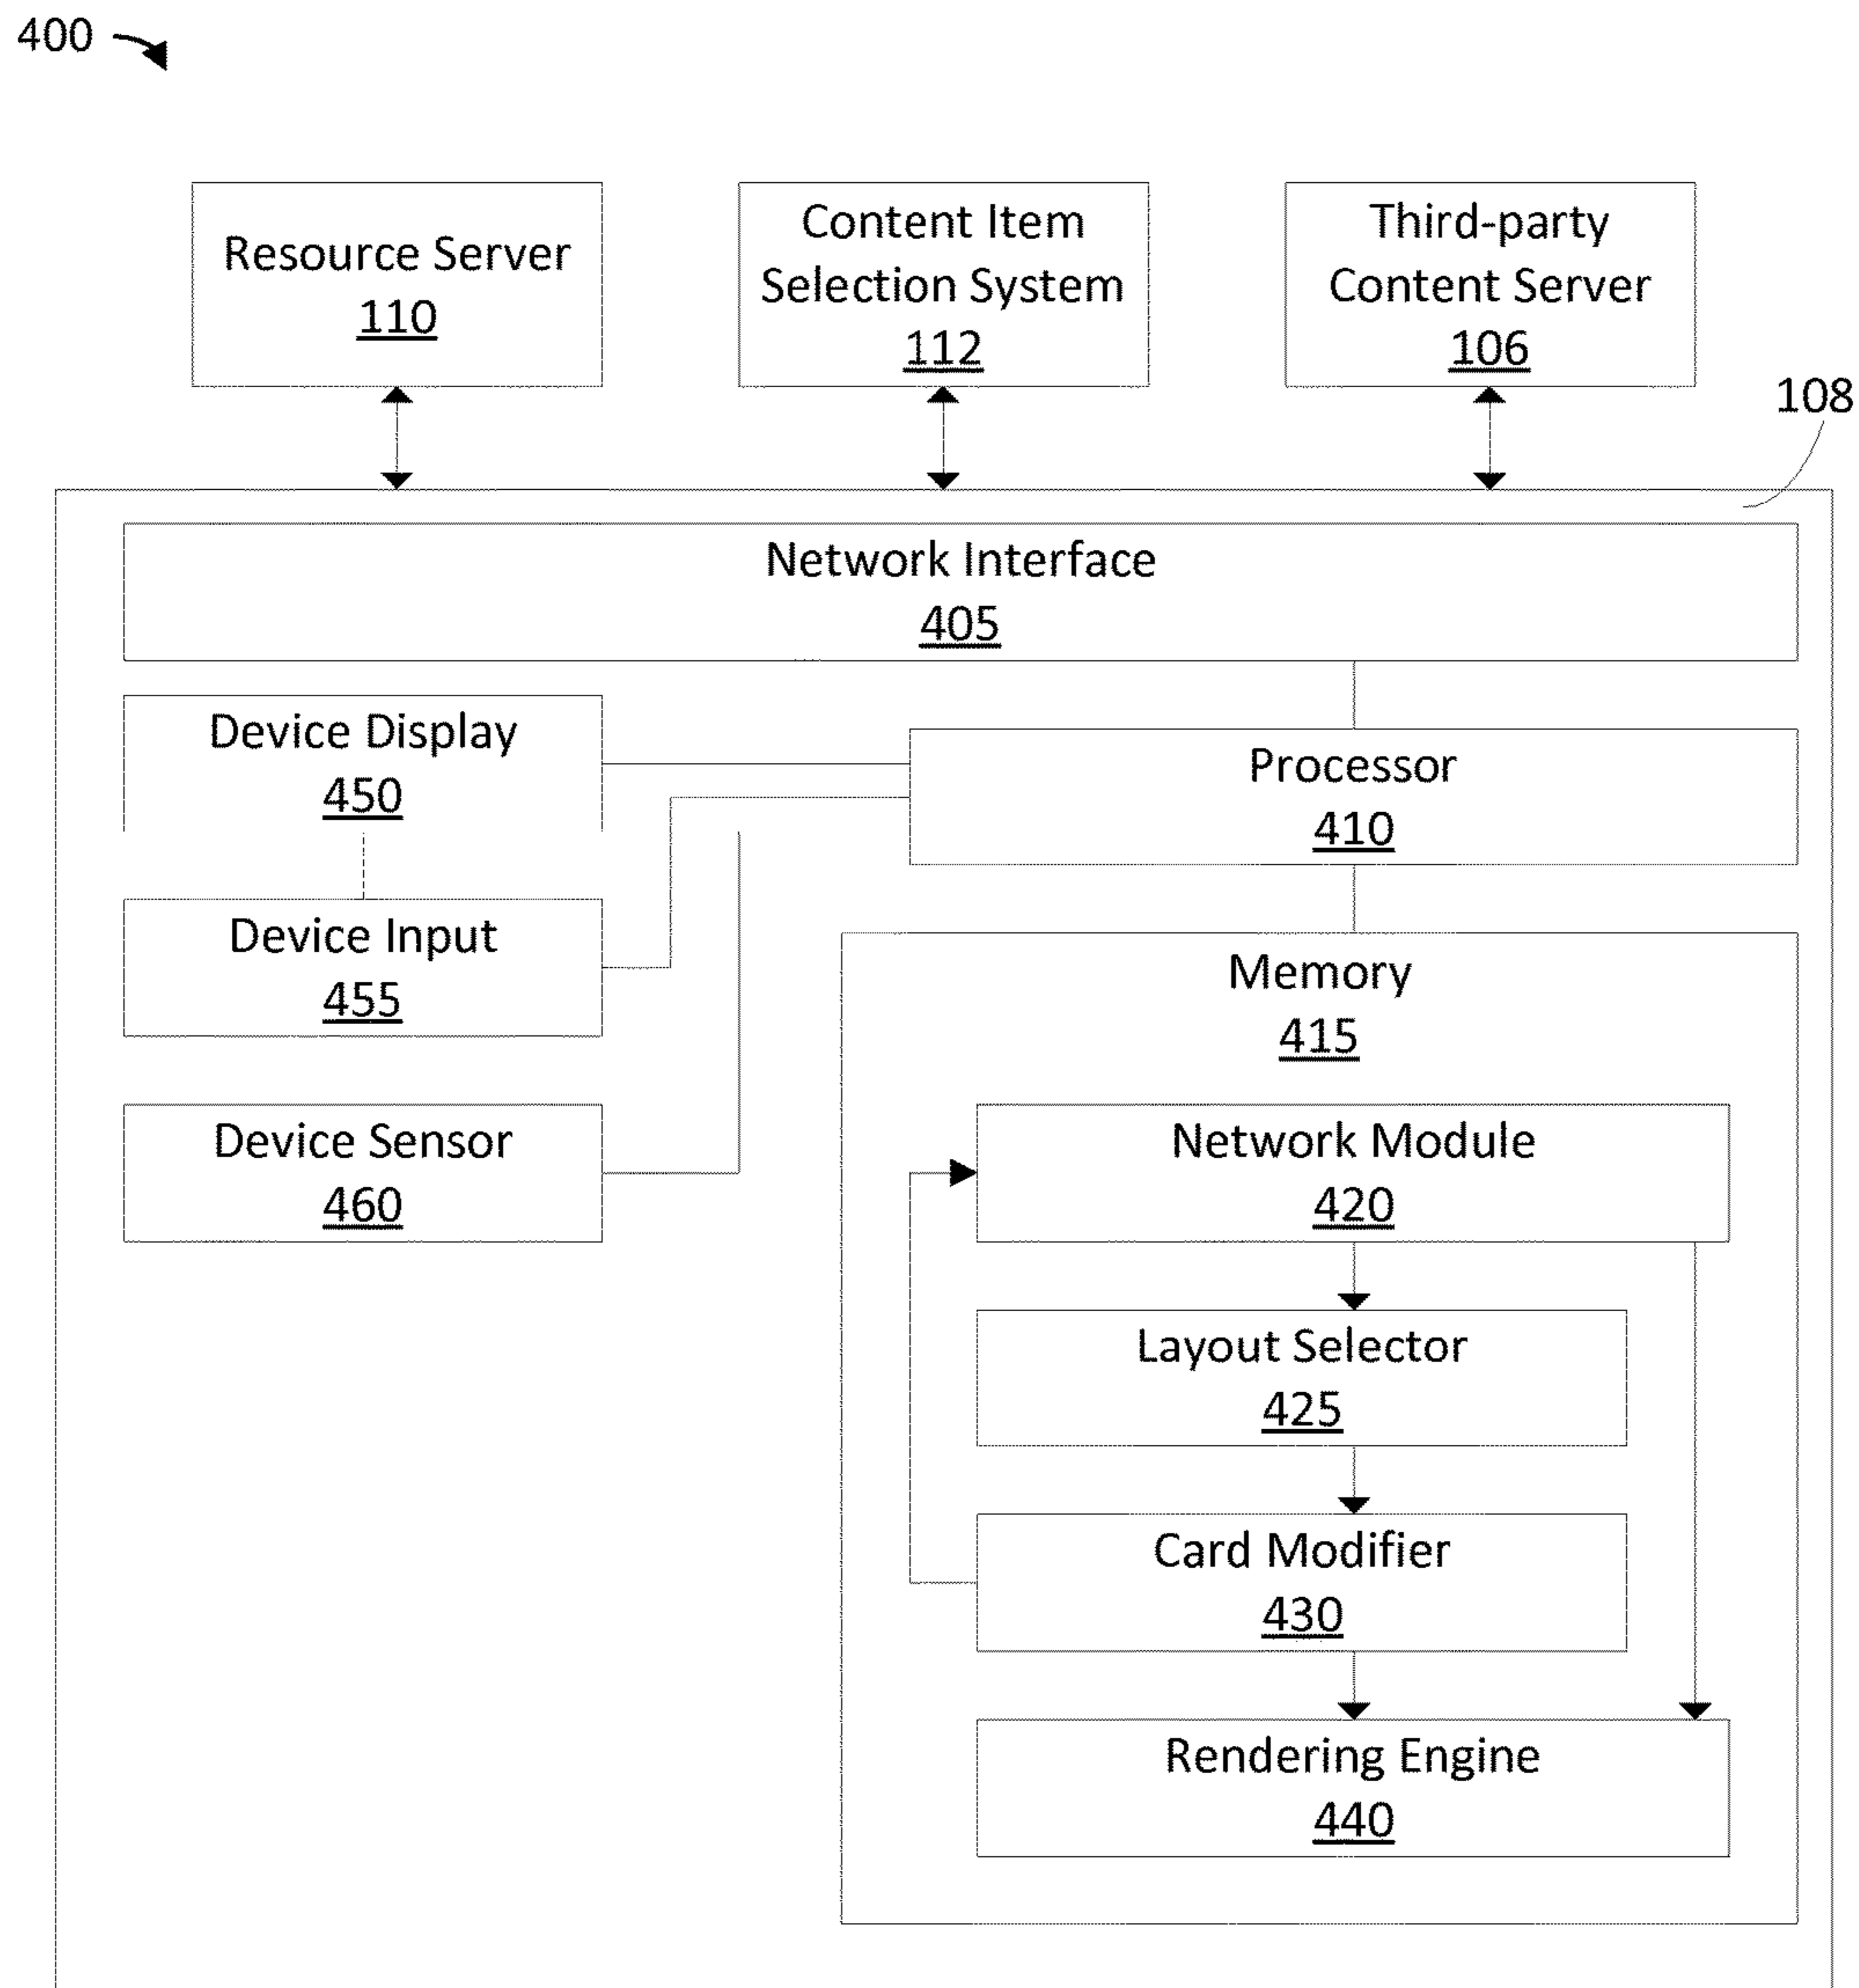 400
Resource Server
110
Content Item
Selection System
112
Third-party
Content Server
106
108
Network Interface
405
Device Display
450
Processor
410
Device Input
455
Memory
415
Device Sensor
460
Network Module
420
Layout Selector
425
Card Modifier
430
Rendering Engine
440